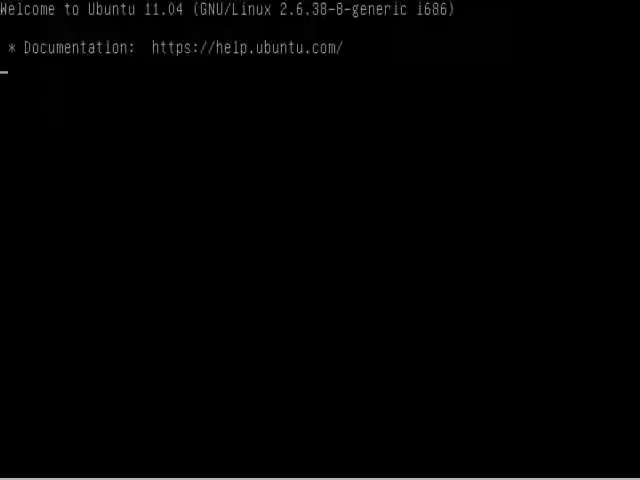 Welcome to Ubuntu 11.04 (GNU/Linux 2.6.38-8-generic i686)
* Documentation: https://help.ubuntu.com/